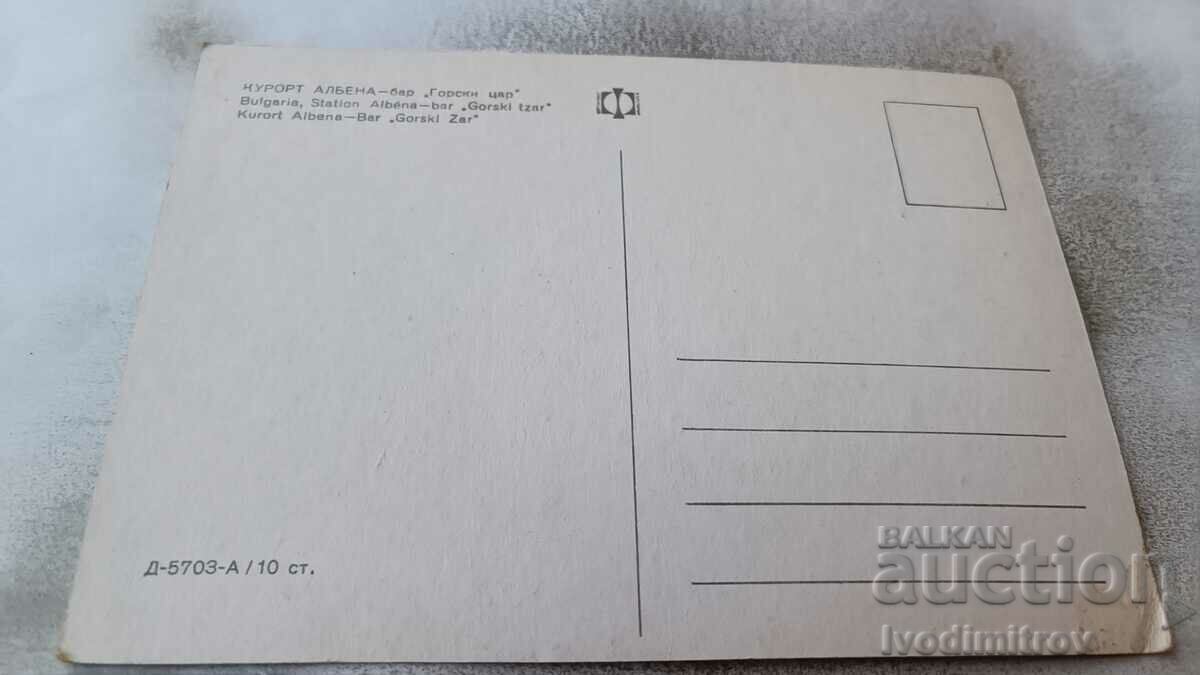 КУРОРТ АЛБЕНА—бар „Горски цар"
Bulgaria, Station Albéna—bar „Gorski tzar"
Kurort Albena—Bar „Gorski Zar"
Д-5703-А / 10 ст.
BALKAN
auction
Ivodimitrov